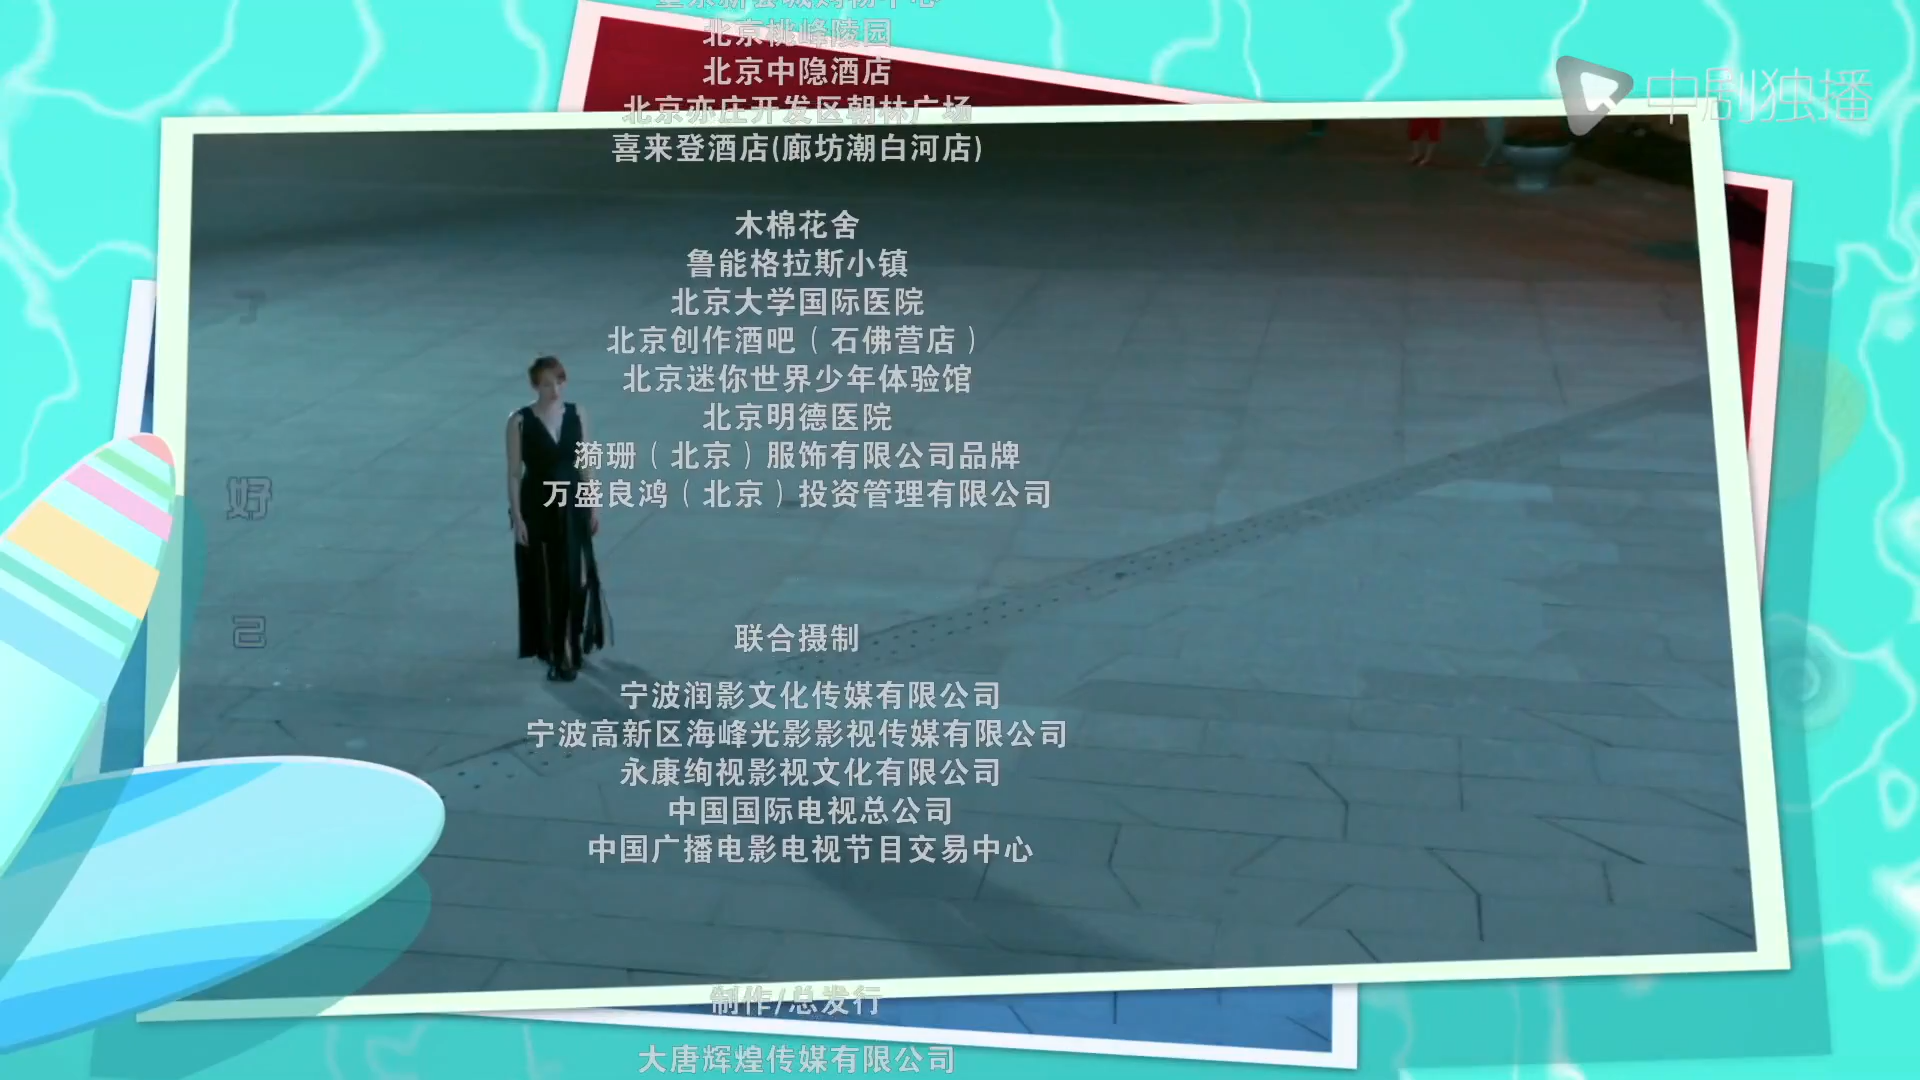 北京桃峰陵园
北京中隐酒店
北京亦庄开发区朝林广场
喜来登酒店(廊坊潮白河店)
木棉花舍
鲁能格拉斯小镇
北京大学国际医院
北京创作酒吧（石佛营店）
北京迷你世界少年体验馆
北京明德医院
漪珊（北京）服饰有限公司品牌
万盛良鸿（北京）投资管理有限公司
联合摄制
宁波润影文化传媒有限公司
宁波高新区海峰光影影视传媒有限公司
永康绚视影视文化有限公司
中国国际电视总公司
中国广播电影电视节目交易中心
制作/总发行
大唐辉煌传媒有限公司
中剧独播
了
好
己